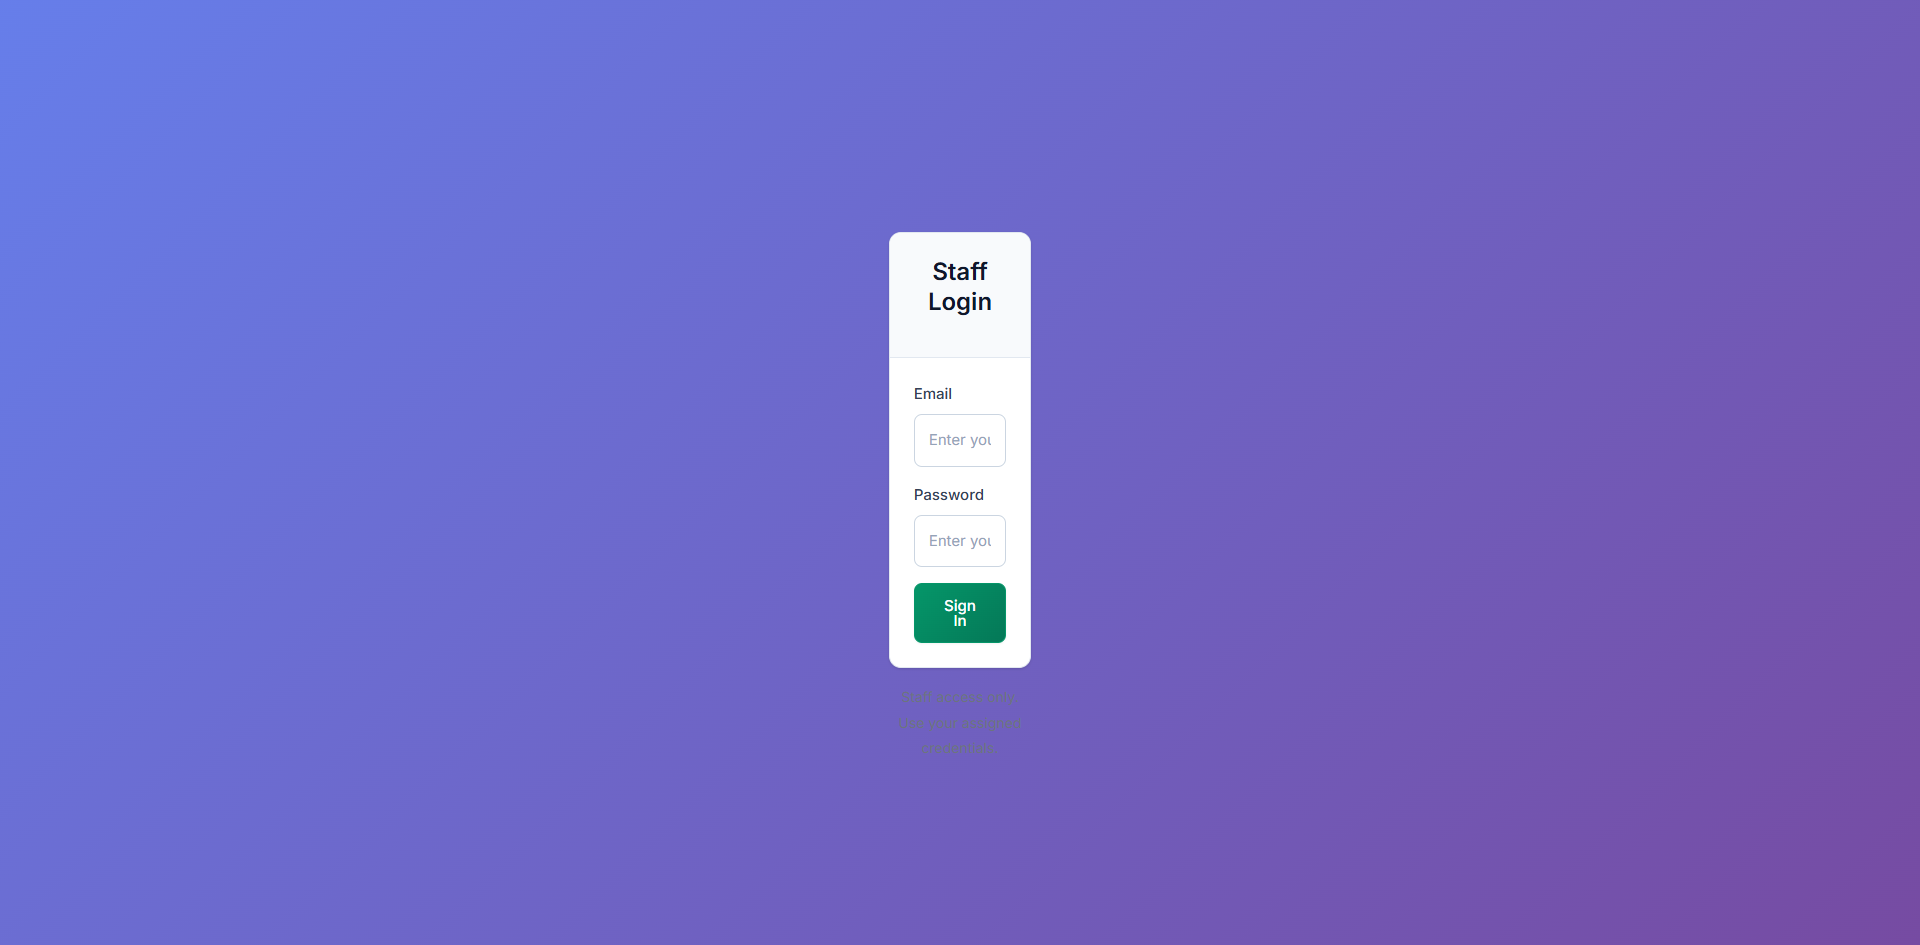 Staff
Login
Email
Enter you
Password
Enter you
Sign
In
Staff access only.
Use your assigned
credentials.